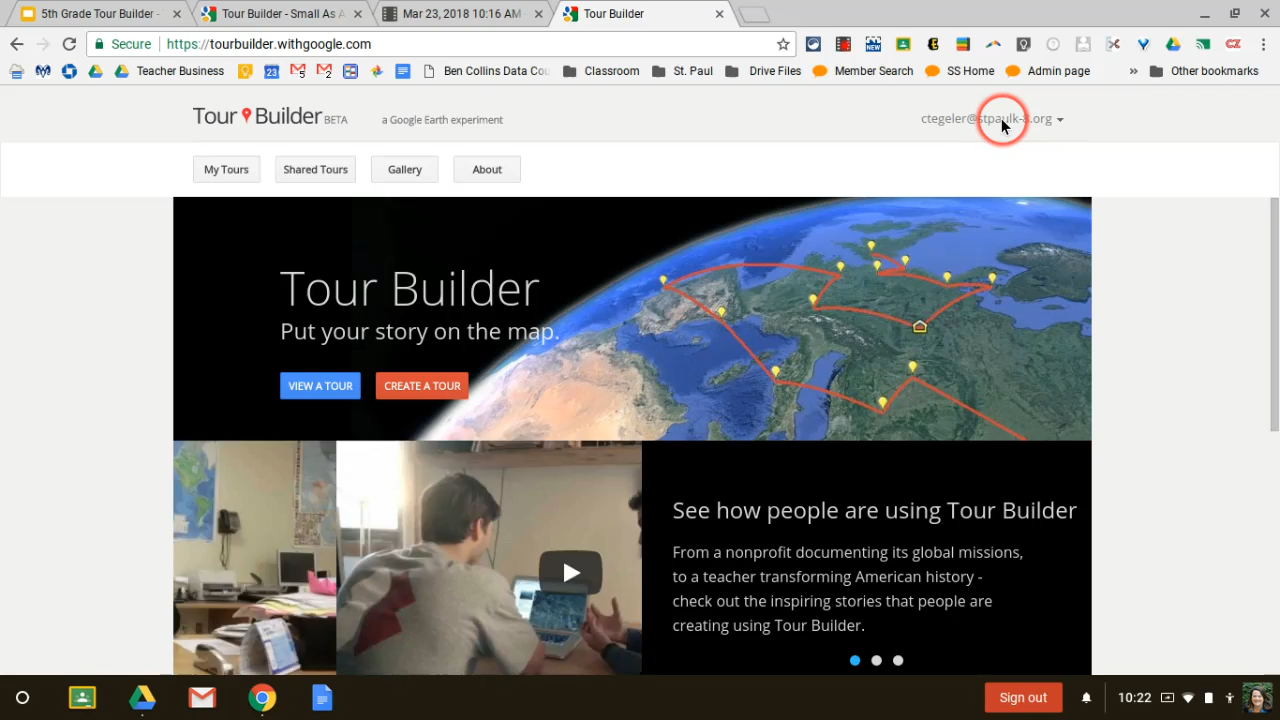 5th Grade Tour Builder -
Tour Builder - Small As A
Mar 23, 2018 10:16 AM
Tour Builder
Secure
https://tourbuilder.withgoogle.com
Teacher Business
Ben Collins Data Cou
Classroom
St. Paul
Drive Files
Member Search
SS Home
Admin page
»
Other bookmarks
Tour Builder BETA
a Google Earth experiment
ctegeler@stpaulk-8.org
My Tours
Shared Tours
Gallery
About
Tour Builder
Put your story on the map.
VIEW A TOUR
CREATE A TOUR
See how people are using Tour Builder
From a nonprofit documenting its global missions,
to a teacher transforming American history -
check out the inspiring stories that people are
creating using Tour Builder.
Sign out
10:22